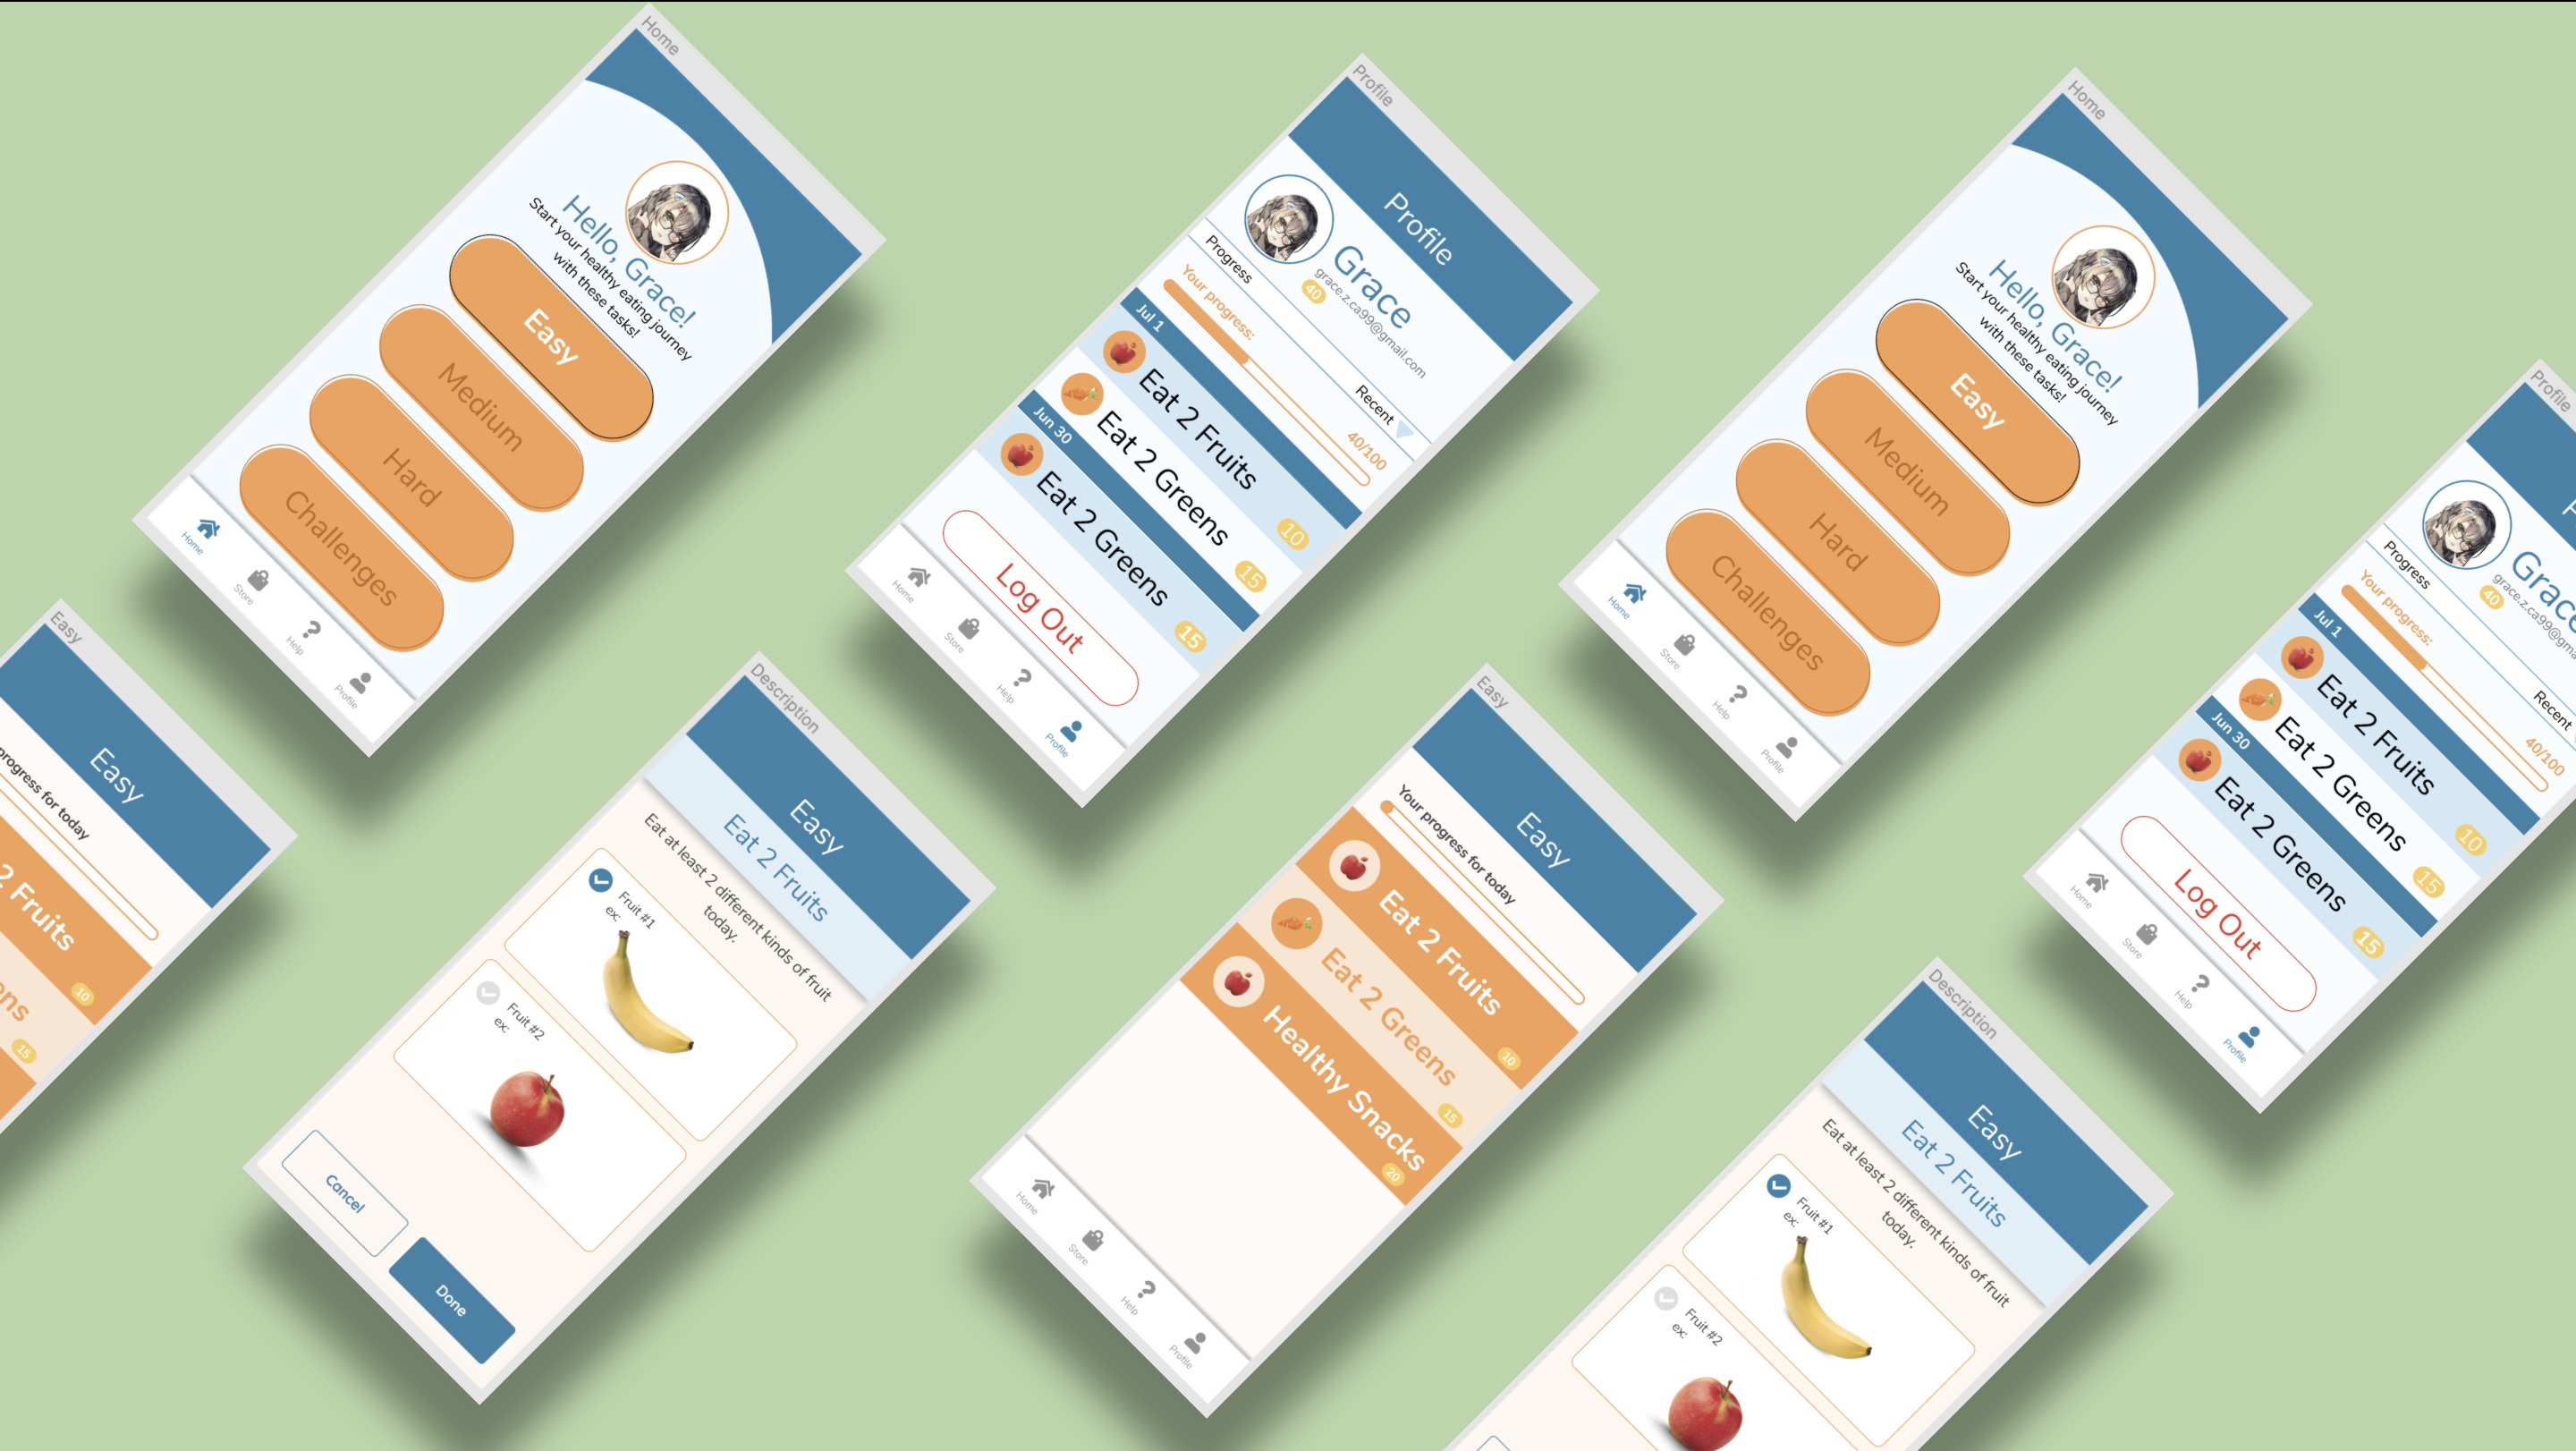 Home
Hello, Grace!
Start your healthy eating journey
with these tasks!
Easy
Medium
Hard
Challenges
Home
Store
Help
Profile
Profile
Profile
Grace
grace.z.ca99@gmail.com
40
Progress
Recent
Your progress:
40/100
Jul 1
Eat 2 Fruits
10
Eat 2 Greens
15
Jun 30
Eat 2 Greens
15
Log Out
Home
Store
Help
Profile
Home
Hello, Grace!
Start your healthy eating journey
with these tasks!
Easy
Medium
Hard
Challenges
Home
Store
Help
Profile
Profile
Grace
grace.z.ca99@gma
40
Progress
Recent
Your progress:
40/100
Jul 1
Eat 2 Fruits
10
Eat 2 Greens
15
Jun 30
Eat 2 Greens
15
Log Out
Home
Store
Help
Profile
Easy
Easy
progress for today
2 Fruits
10
ens
15
Description
Easy
Eat 2 Fruits
Eat at least 2 different kinds of fruit
today.
Fruit #1
ex:
Fruit #2
ex:
Cancel
Done
Easy
Easy
Your progress for today
Eat 2 Fruits
10
Eat 2 Greens
15
Healthy Snacks
20
Home
Store
Help
Profile
Description
Easy
Eat 2 Fruits
Eat at least 2 different kinds of fruit
today.
Fruit #1
ex:
Fruit #2
ex: